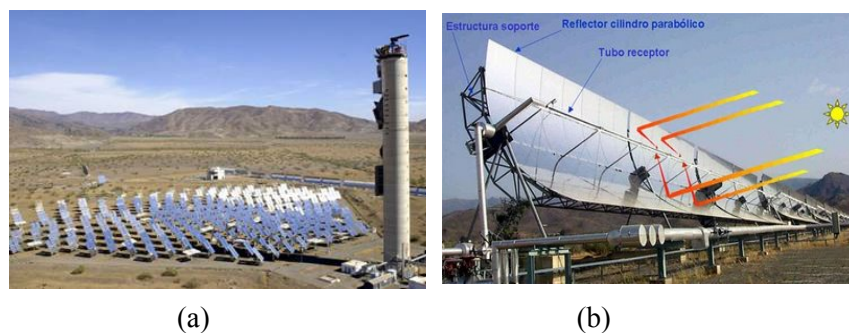 Estructura soporte
Reflector cilindro parabólico
Tubo receptor
(a)
(b)